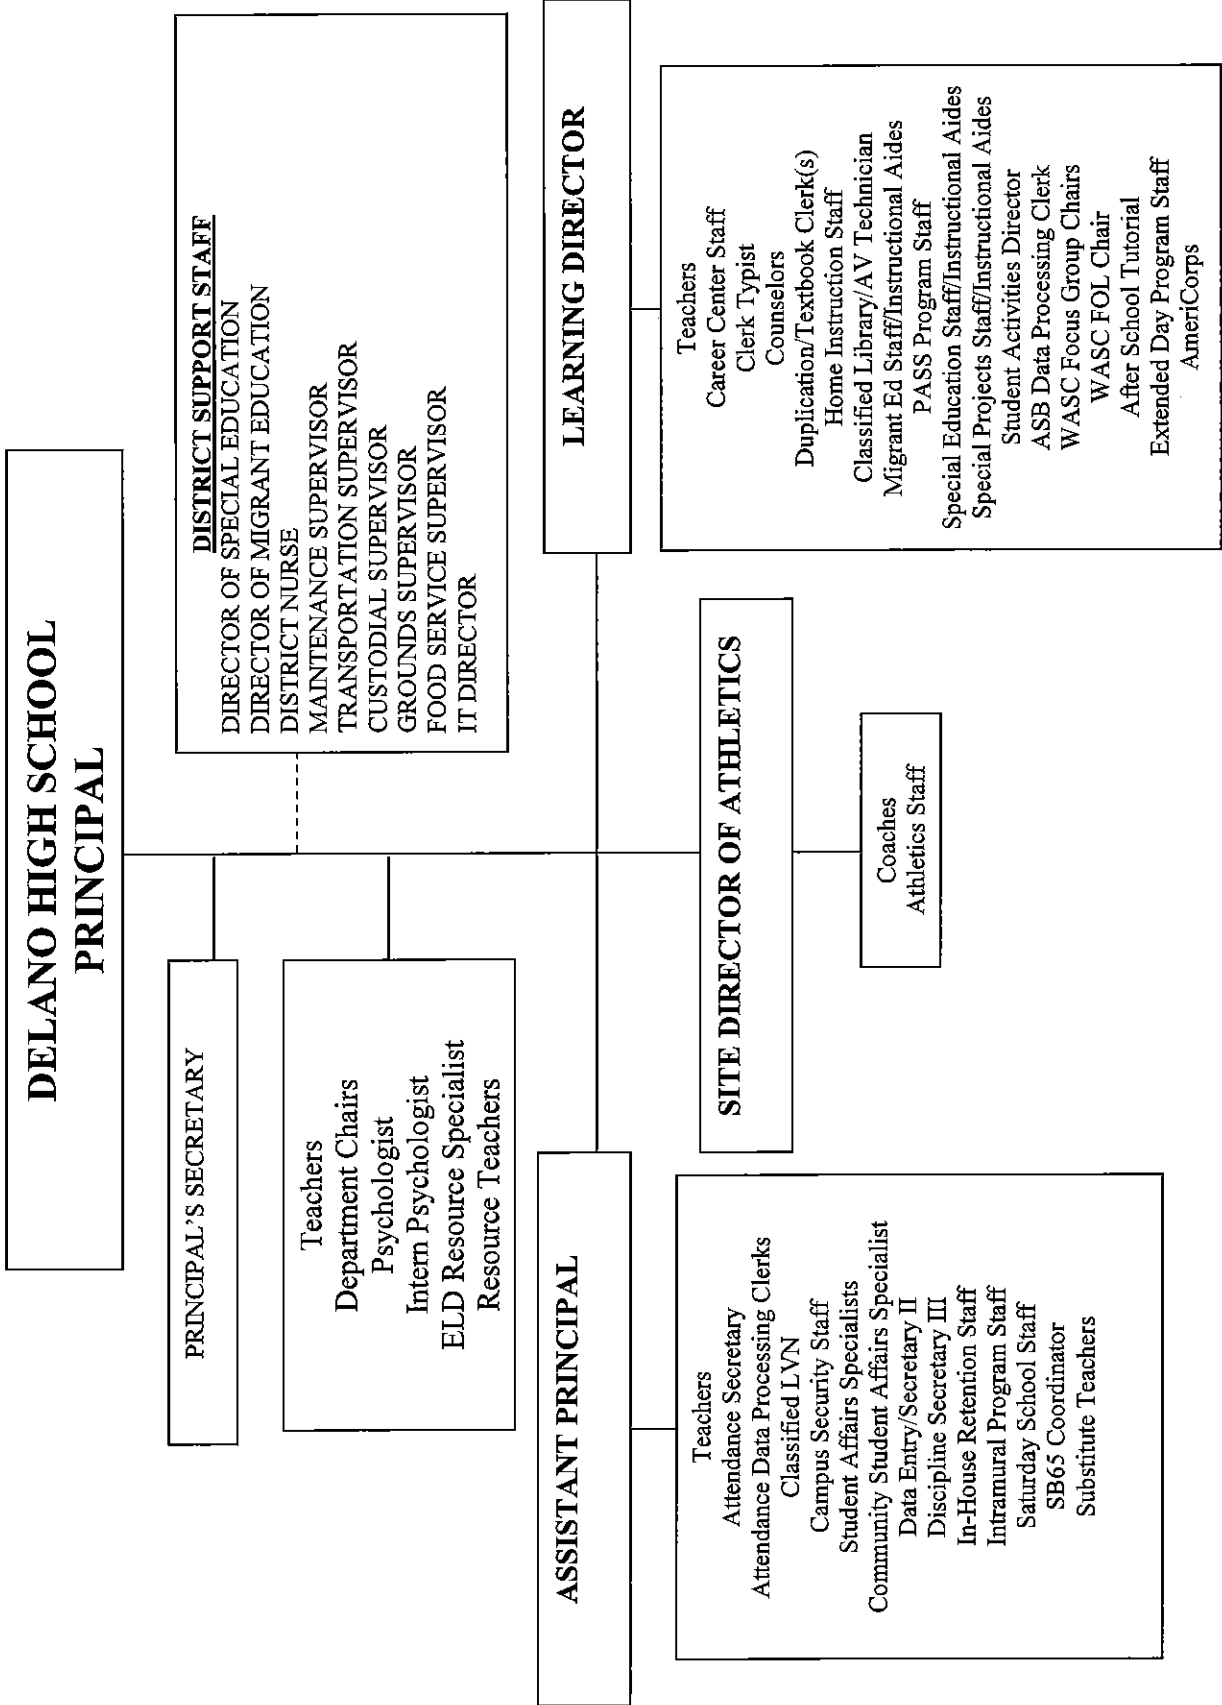 DELANO HIGH SCHOOL
PRINCIPAL
PRINCIPAL'S SECRETARY
DISTRICT SUPPORT STAFF
DIRECTOR OF SPECIAL EDUCATION
DIRECTOR OF MIGRANT EDUCATION
DISTRICT NURSE
MAINTENANCE SUPERVISOR
TRANSPORTATION SUPERVISOR
CUSTODIAL SUPERVISOR
GROUNDS SUPERVISOR
FOOD SERVICE SUPERVISOR
IT DIRECTOR
Teachers
Department Chairs
Psychologist
Intern Psychologist
ELD Resource Specialist
Resource Teachers
ASSISTANT PRINCIPAL
Teachers
Attendance Secretary
Attendance Data Processing Clerks
Classified LVN
Campus Security Staff
Student Affairs Specialists
Community Student Affairs Specialist
Data Entry/Secretary II
Discipline Secretary III
In-House Retention Staff
Intramural Program Staff
Saturday School Staff
SB65 Coordinator
Substitute Teachers
SITE DIRECTOR OF ATHLETICS
Coaches
Athletics Staff
LEARNING DIRECTOR
Teachers
Career Center Staff
Clerk Typist
Counselors
Duplication/Textbook Clerk(s)
Home Instruction Staff
Classified Library/AV Technician
Migrant Ed Staff/Instructional Aides
PASS Program Staff
Special Education Staff/Instructional Aides
Special Projects Staff/Instructional Aides
Student Activities Director
ASB Data Processing Clerk
WASC Focus Group Chairs
WASC FOL Chair
After School Tutorial
Extended Day Program Staff
AmeriCorps